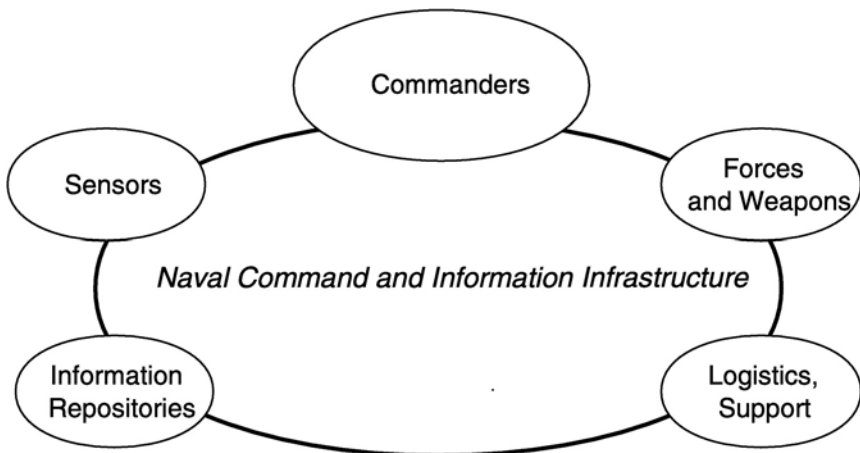 Commanders
Sensors
Forces
and Weapons
Naval Command and Information Infrastructure
Information
Repositories
Logistics,
Support